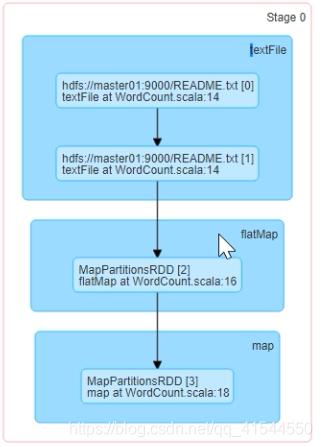 Stage 0
textFile
hdfs://master01:9000/README.txt [0]
textFile at WordCount.scala:14
hdfs://master01:9000/README.txt [1]
textFile at WordCount.scala:14
flatMap
MapPartitionsRDD [2]
flatMap at WordCount.scala:16
map
MapPartitionsRDD [3]
map at WordCount.scala:18
https://blog.csdn.net/qq_41544550